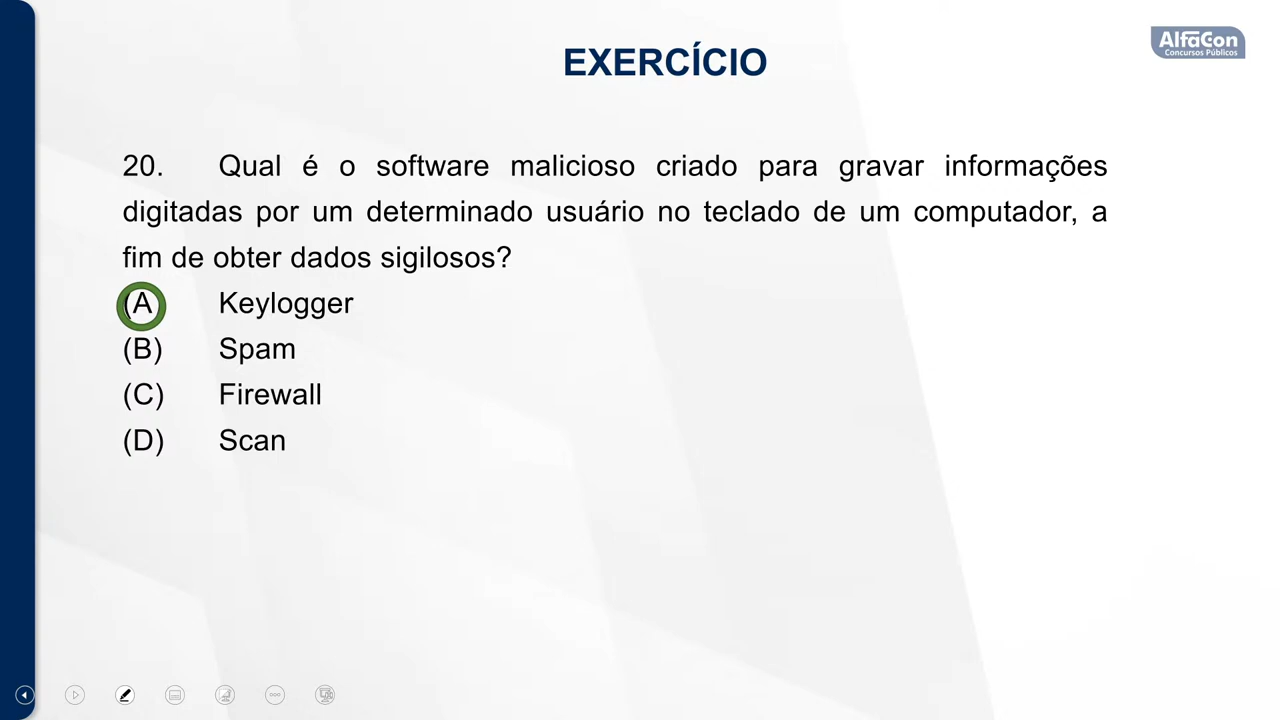 AlfaCon
Concursos Públicos
EXERCÍCIO
20. Qual é o software malicioso criado para gravar informações
digitadas por um determinado usuário no teclado de um computador, a
fim de obter dados sigilosos?
(A Keylogger
(B) Spam
(C) Firewall
(D) Scan